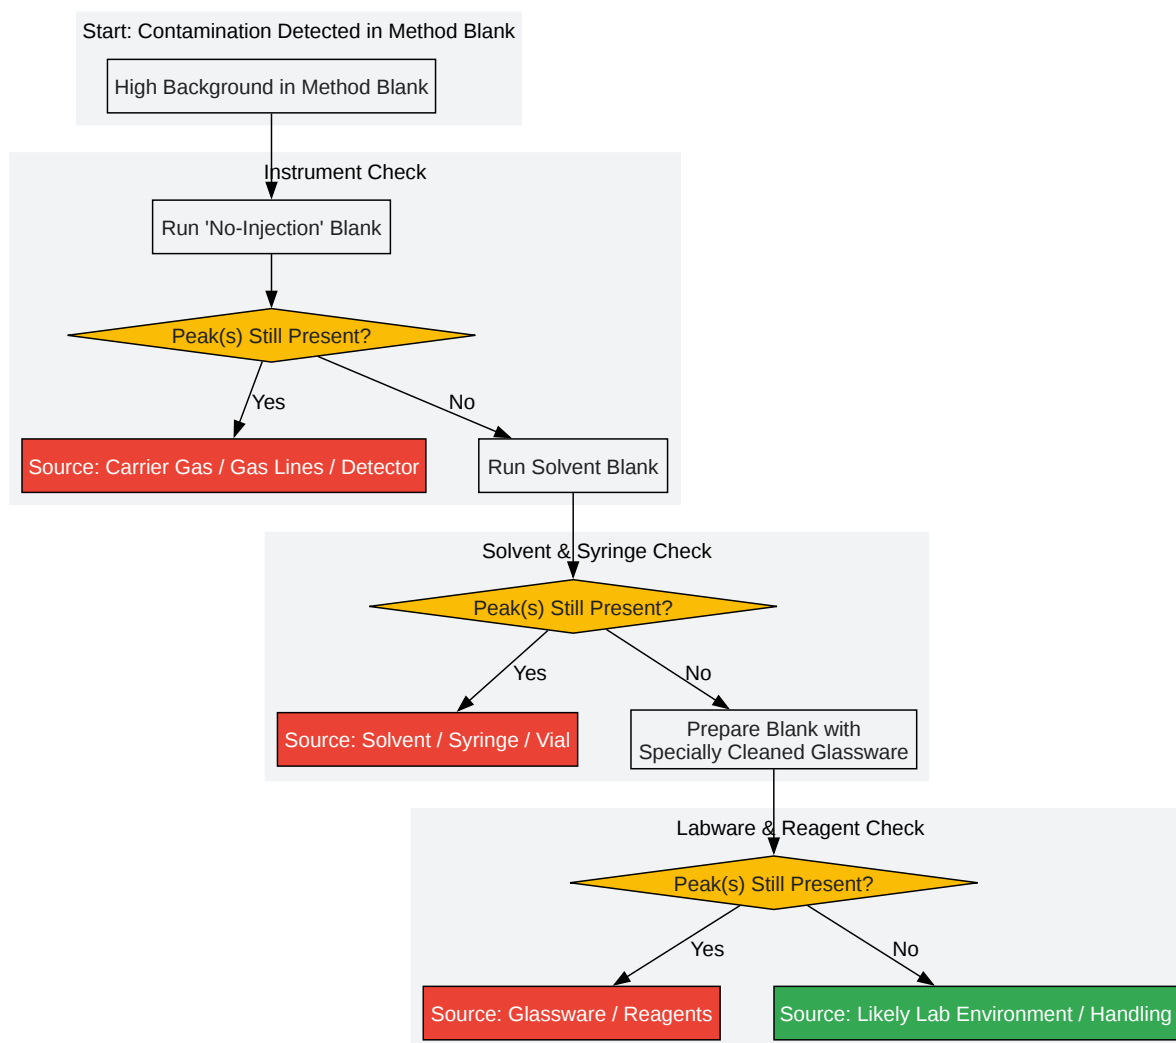 Start: Contamination Detected in Method Blank
High Background in Method Blank
Instrument Check
Run 'No-Injection' Blank
Peak(s) Still Present?
Yes
No
Source: Carrier Gas / Gas Lines / Detector
Run Solvent Blank
Solvent & Syringe Check
Peak(s) Still Present?
Yes
No
Source: Solvent / Syringe / Vial
Prepare Blank with
Specially Cleaned Glassware
Labware & Reagent Check
Peak(s) Still Present?
Yes
No
Source: Glassware / Reagents
Source: Likely Lab Environment / Handling